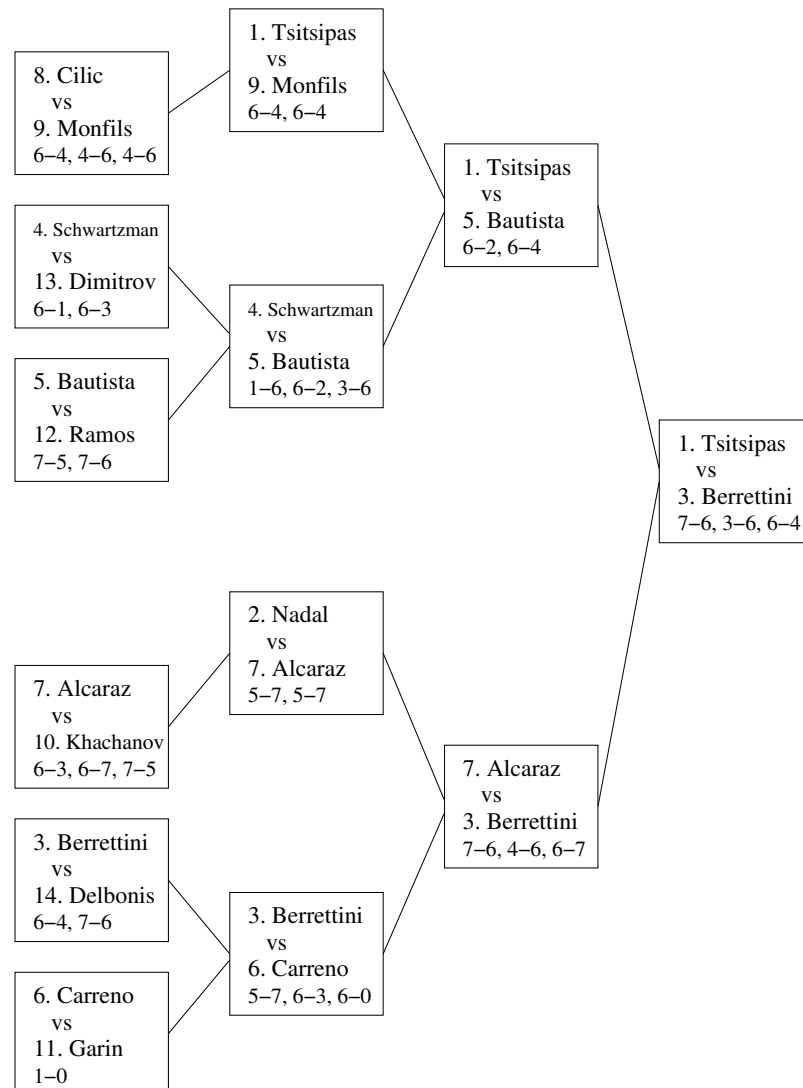 8. Cilic
vs
9. Monfils
6–4, 4–6, 4–6
4. Schwartzman
vs
13. Dimitrov
6–1, 6–3
5. Bautista
vs
12. Ramos
7–5, 7–6
7. Alcaraz
vs
10. Khachanov
6–3, 6–7, 7–5
3. Berrettini
vs
14. Delbonis
6–4, 7–6
6. Carreno
vs
11. Garin
1–0
1. Tsitsipas
vs
9. Monfils
6–4, 6–4
4. Schwartzman
vs
5. Bautista
1–6, 6–2, 3–6
2. Nadal
vs
7. Alcaraz
5–7, 5–7
3. Berrettini
vs
6. Carreno
5–7, 6–3, 6–0
1. Tsitsipas
vs
5. Bautista
6–2, 6–4
7. Alcaraz
vs
3. Berrettini
7–6, 4–6, 6–7
1. Tsitsipas
vs
3. Berrettini
7–6, 3–6, 6–4